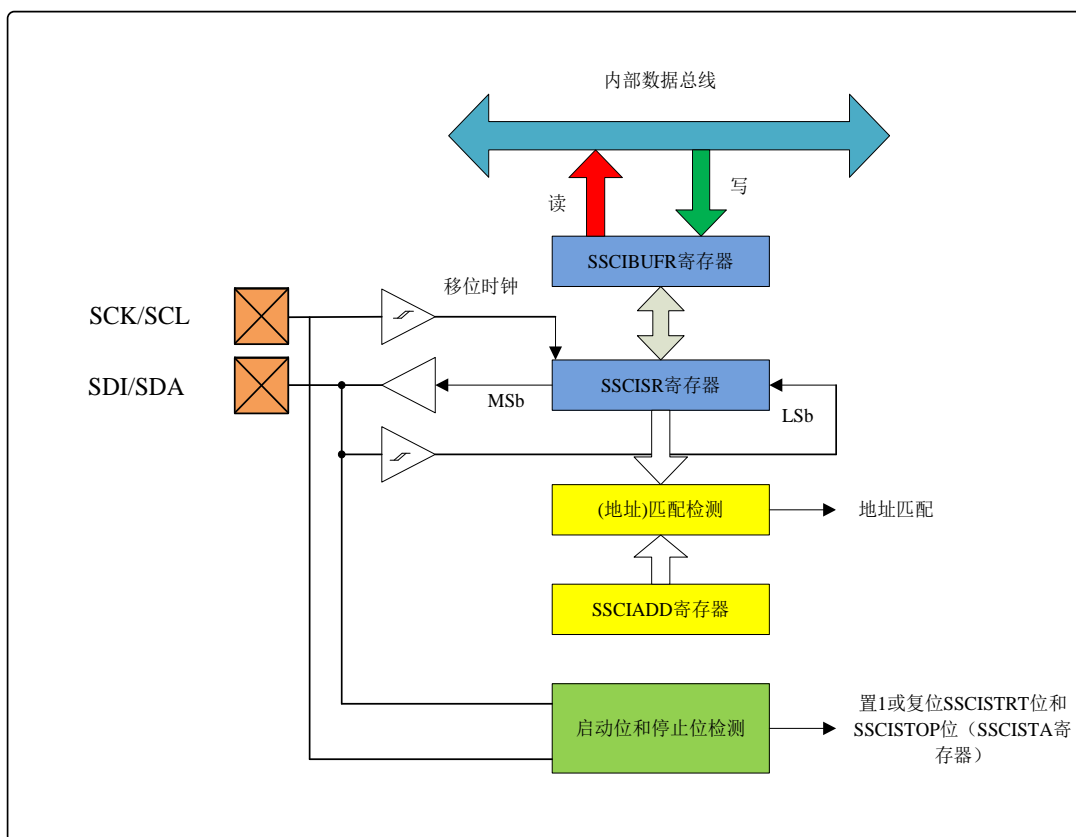 内部数据总线
读
写
SSCIBUFR寄存器
移位时钟
SCK/SCL
SDI/SDA
SSCISR寄存器
MSb
LSb
(地址)匹配检测
地址匹配
SSCIADD寄存器
启动位和停止位检测
置1或复位SSCISTRT位和
SSCISTOP位（SSCISTA寄
存器）